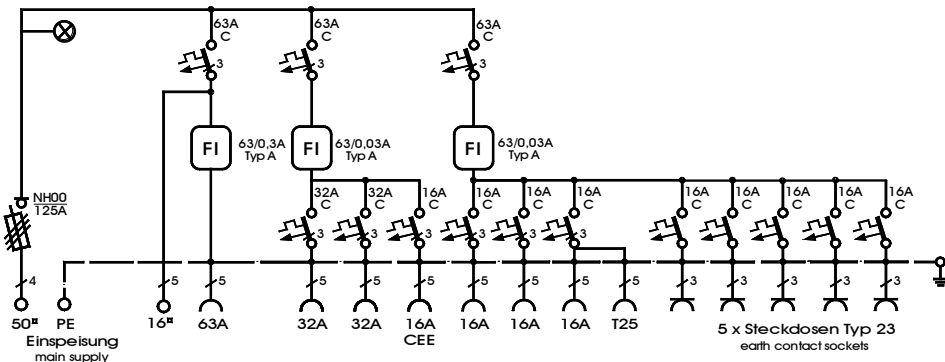 63A
C
3
63A
C
3
63A
C
3
FI
63/0,3A
Typ A
FI
63/0,03A
Typ A
FI
63/0,03A
Typ A
NH00
125A
32A
C
3
32A
C
3
16A
C
3
16A
C
3
16A
C
3
16A
C
3
16A
C
16A
C
16A
C
16A
C
16A
C
4
5
5
5
5
5
5
5
5
5
3
3
3
3
3
50¤
PE
16¤
63A
32A
32A
16A
16A
16A
16A
T25
CEE
Einspeisung
main supply
5 x Steckdosen Typ 23
earth contact sockets